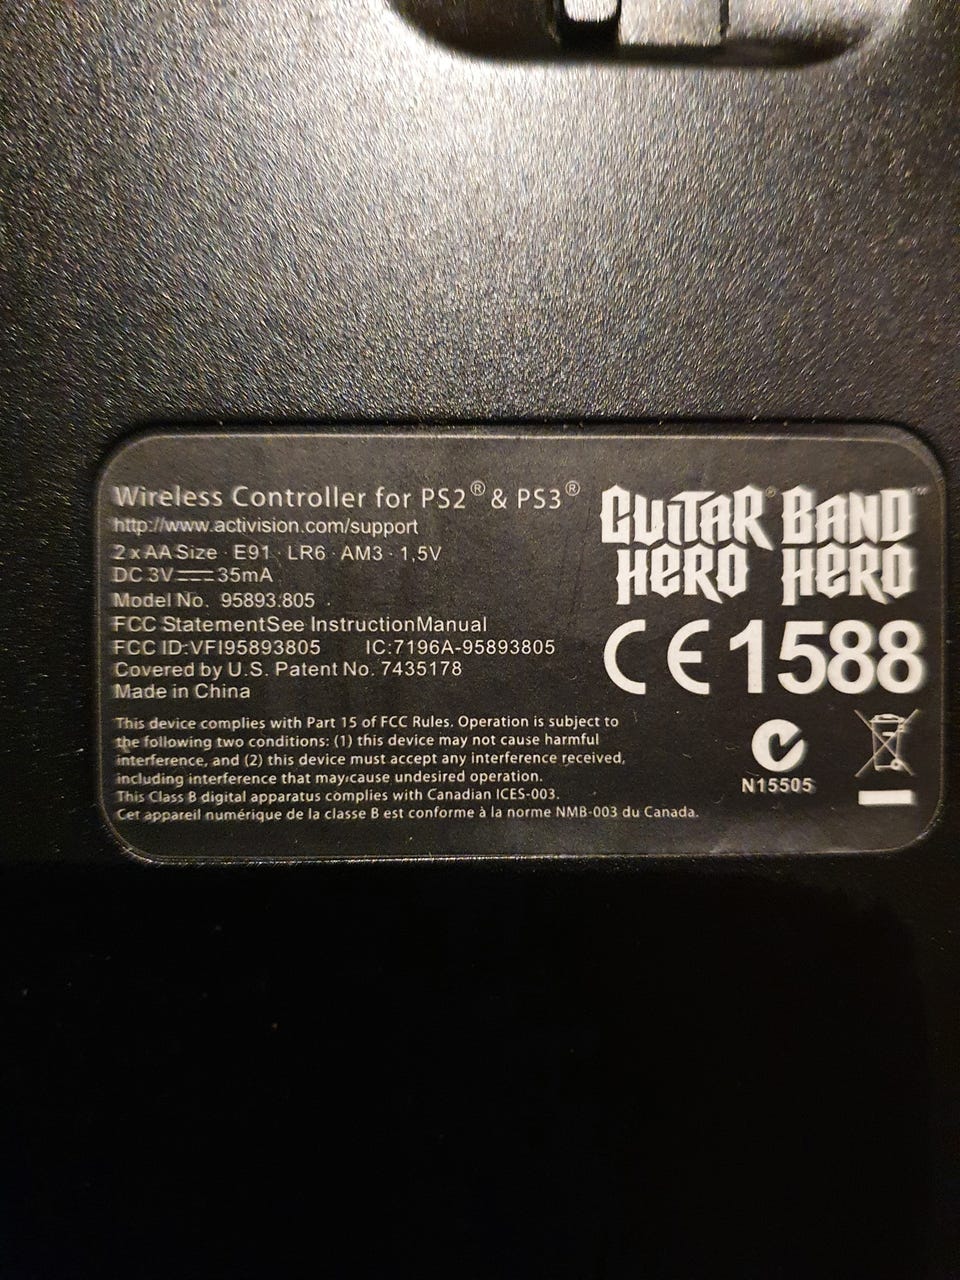 Wireless Controller for PS2® & PS3®
http://www.activision.com/support
2 x AA Size · E91 · LR6 · AM3 · 1,5V
DC 3V⎓35mA
Model No. 95893.805
FCC StatementSee InstructionManual
FCC ID:VFI95893805 IC:7196A-95893805
Covered by U.S. Patent No. 7435178
Made in China
GUITAR® BAND™
HERO HERO
CE1588
This device complies with Part 15 of FCC Rules. Operation is subject to
the following two conditions: (1) this device may not cause harmful
interference, and (2) this device must accept any interference received,
including interference that may cause undesired operation.
This Class B digital apparatus complies with Canadian ICES-003.
Cet appareil numérique de la classe B est conforme à la norme NMB-003 du Canada.
N15505